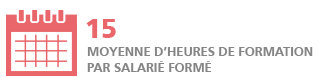 15
MOYENNE D’HEURES DE FORMATION
PAR SALARIÉ FORMÉ